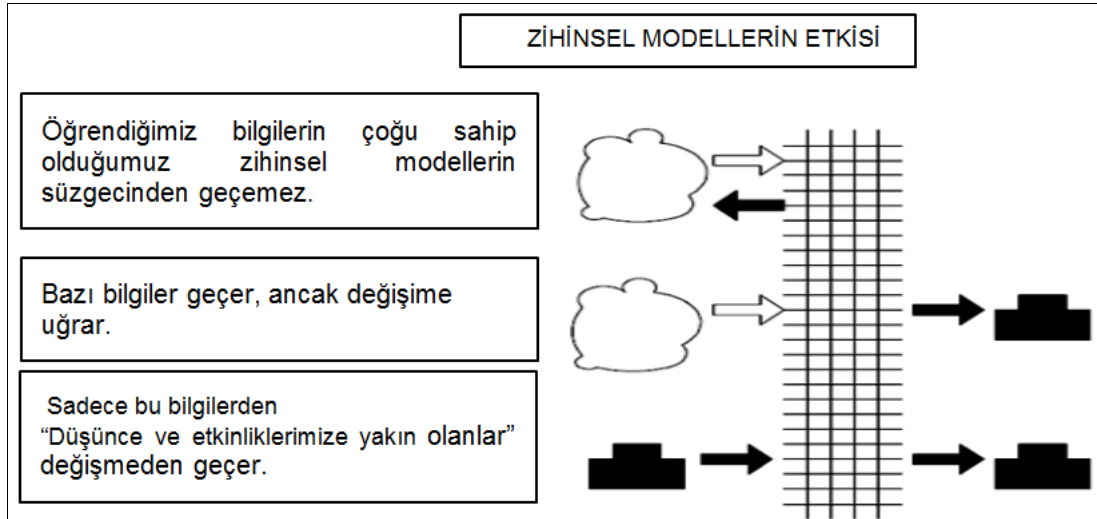 ZİHİNSEL MODELLERİN ETKİSİ
Öğrendiğimiz bilgilerin çoğu sahip
olduğumuz zihinsel modellerin
süzgecinden geçemez.
Bazı bilgiler geçer, ancak değişime
uğrar.
Sadece bu bilgilerden
“Düşünce ve etkinliklerimize yakın olanlar”
değişmeden geçer.